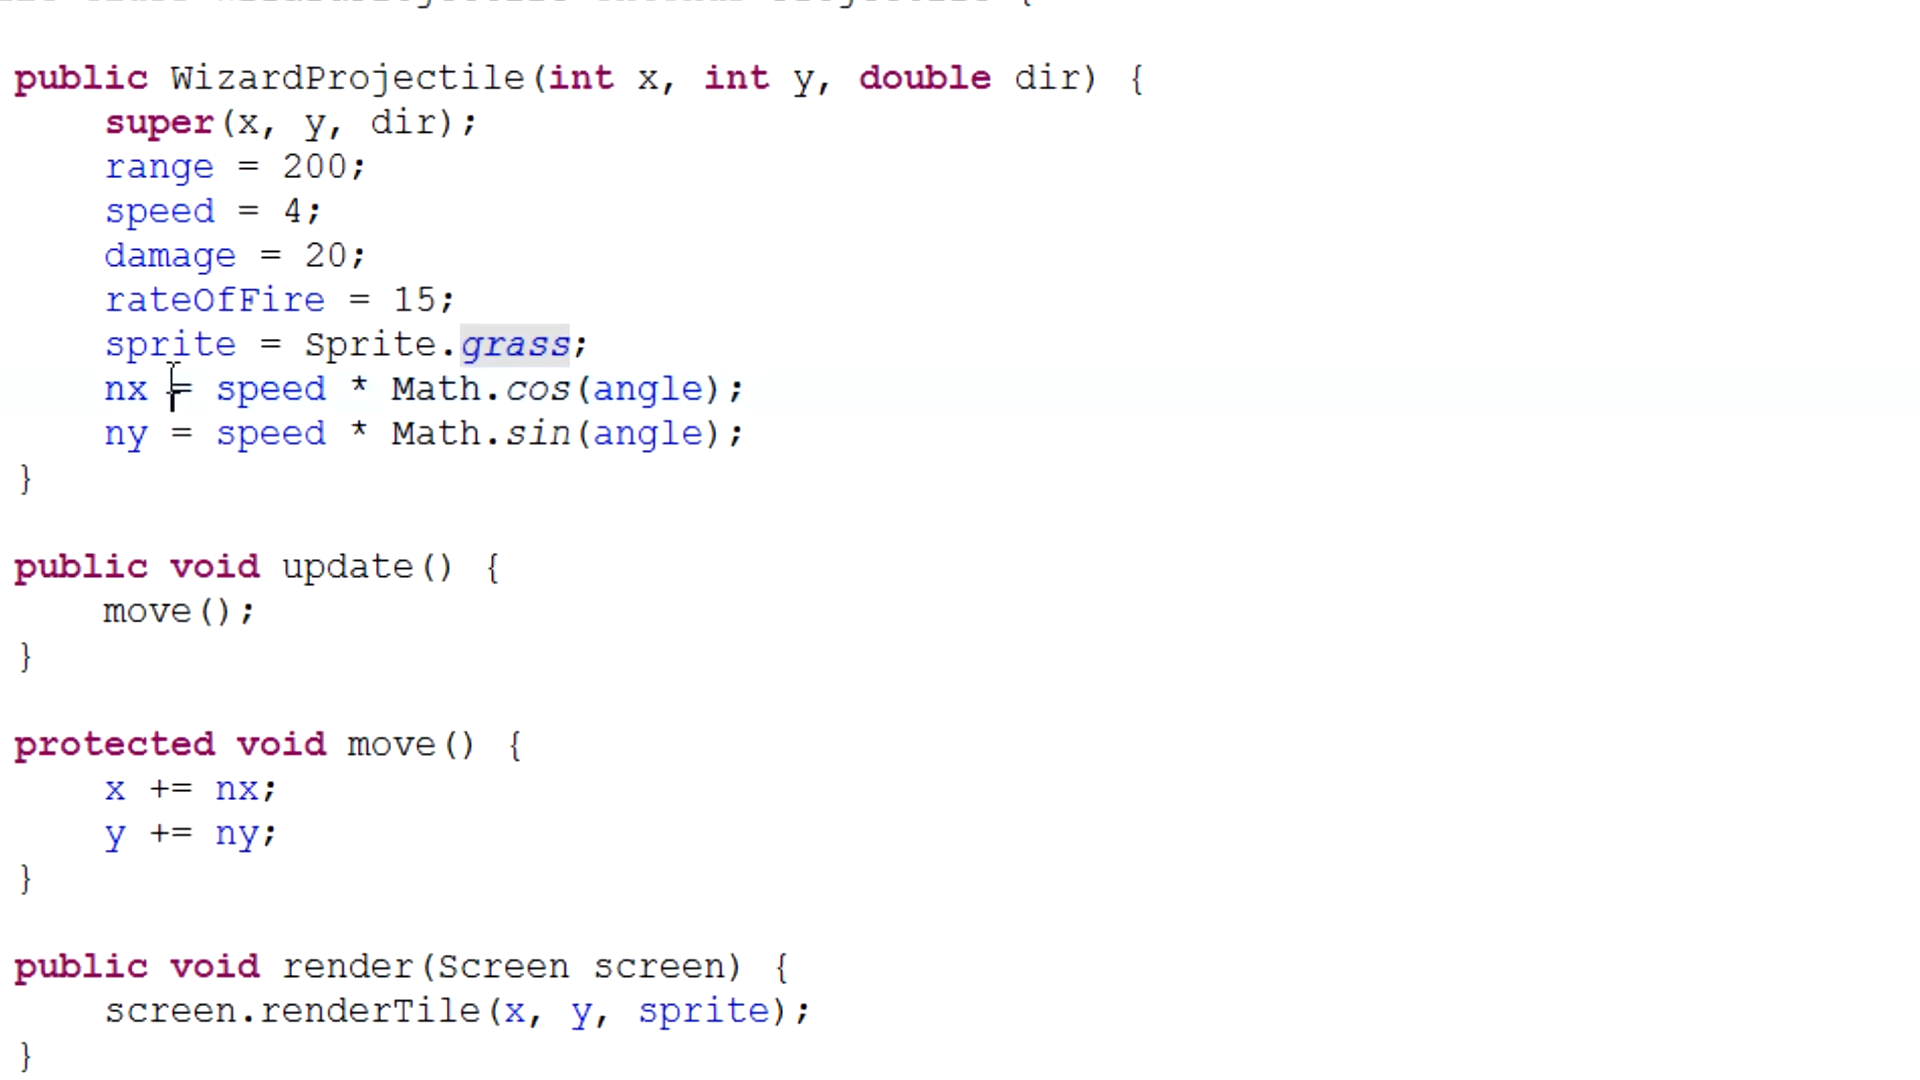 public WizardProjectile(int x, int y, double dir) {
super(x, y, dir);
range = 200;
speed = 4;
damage = 20;
rateOfFire = 15;
sprite = Sprite.grass;
nx = speed * Math.cos(angle);
ny = speed * Math.sin(angle);
}
public void update() {
move();
}
protected void move() {
x += nx;
y += ny;
}
public void render(Screen screen) {
screen.renderTile(x, y, sprite);
}